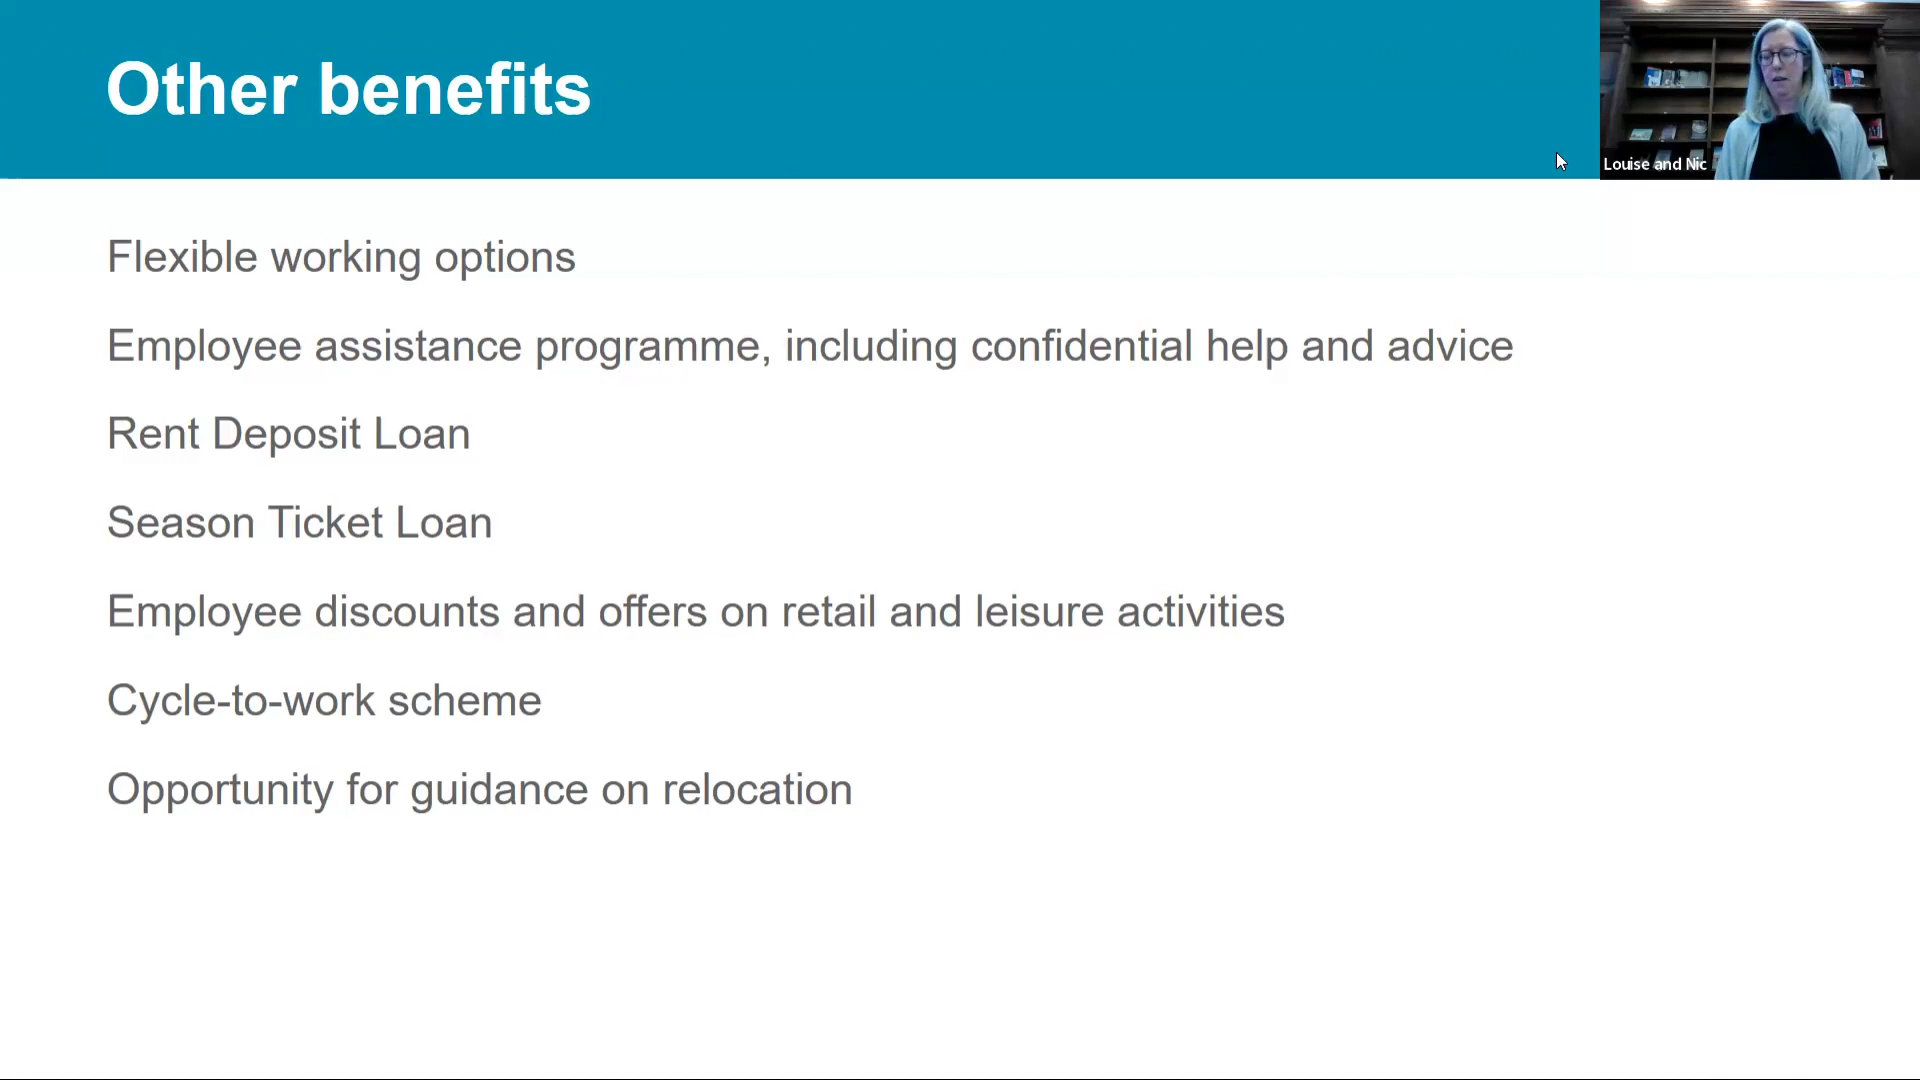 Other benefits
Louise and Nic
Flexible working options
Employee assistance programme, including confidential help and advice
Rent Deposit Loan
Season Ticket Loan
Employee discounts and offers on retail and leisure activities
Cycle-to-work scheme
Opportunity for guidance on relocation